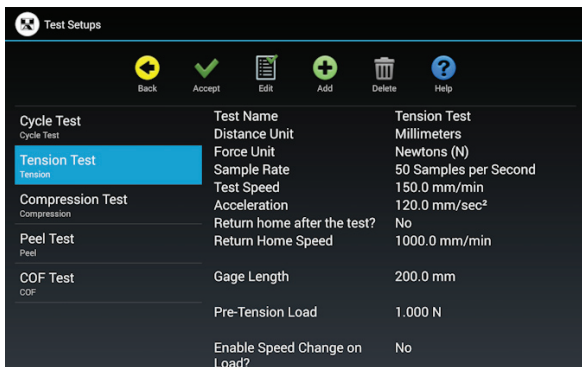 Test Setups
Back Accept Edit Add Delete Help
Cycle Test
Cycle Test
Tension Test
Tension
Compression Test
Compression
Peel Test
Peel
COF Test
COF
Test Name Tension Test
Distance Unit Millimeters
Force Unit Newtons (N)
Sample Rate 50 Samples per Second
Test Speed 150.0 mm/min
Acceleration 120.0 mm/sec²
Return home after the test? No
Return Home Speed 1000.0 mm/min
Gage Length 200.0 mm
Pre-Tension Load 1.000 N
Enable Speed Change on No
Load?